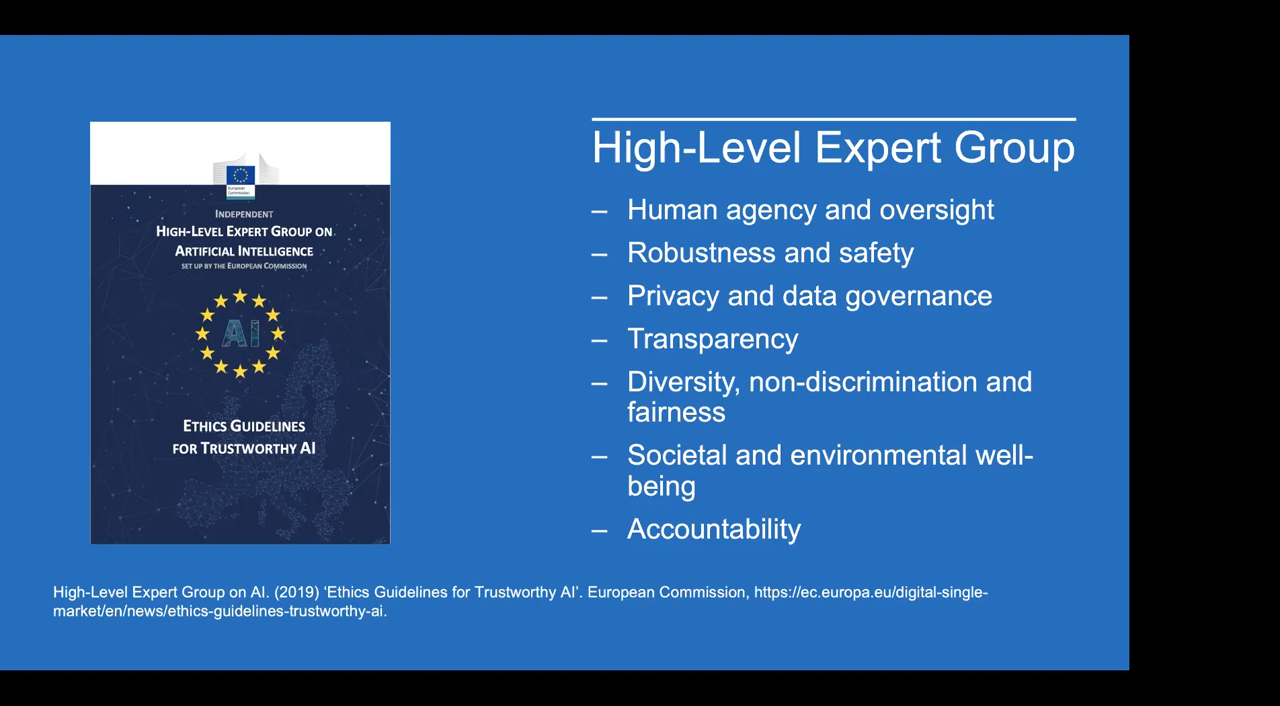 European
Commission
INDEPENDENT
HIGH-LEVEL EXPERT GROUP ON
ARTIFICIAL INTELLIGENCE
SET UP BY THE EUROPEAN COMMISSION
AI
ETHICS GUIDELINES
FOR TRUSTWORTHY AI
High-Level Expert Group
– Human agency and oversight
– Robustness and safety
– Privacy and data governance
– Transparency
– Diversity, non-discrimination and
fairness
– Societal and environmental well-
being
– Accountability
High-Level Expert Group on AI. (2019) ‘Ethics Guidelines for Trustworthy AI’. European Commission, https://ec.europa.eu/digital-single-
market/en/news/ethics-guidelines-trustworthy-ai.